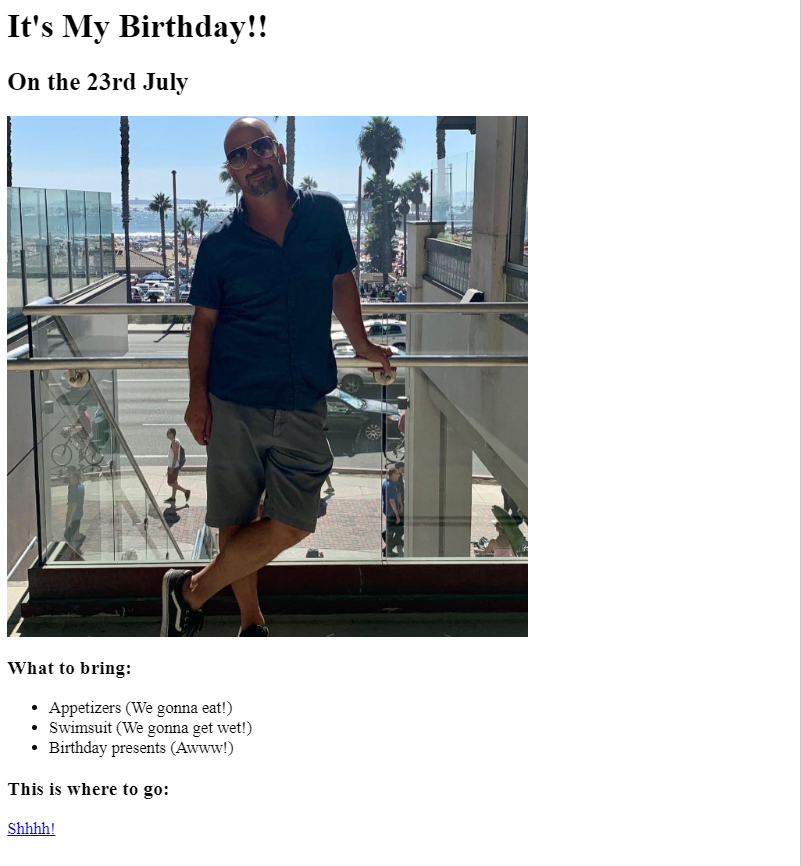 It's My Birthday!!
On the 23rd July
What to bring:
Appetizers (We gonna eat!)
Swimsuit (We gonna get wet!)
Birthday presents (Awww!)
This is where to go:
Shhhh!